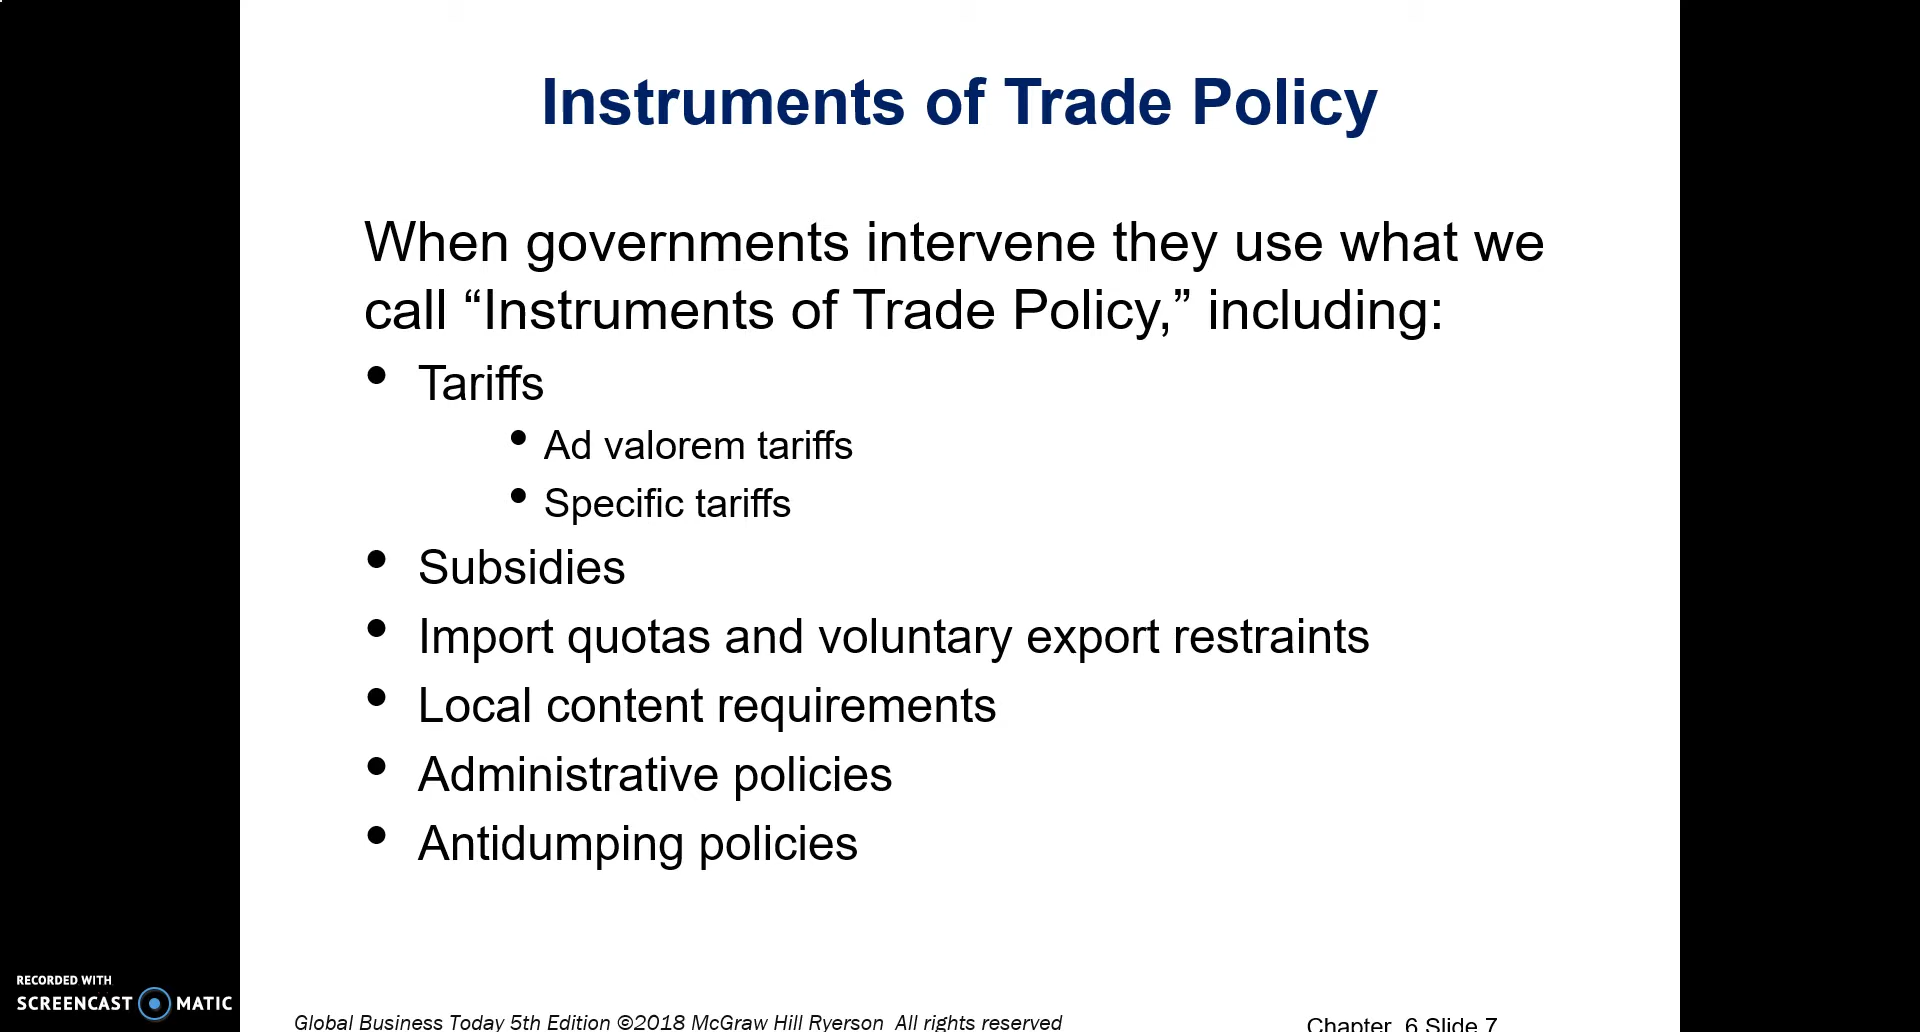 Instruments of Trade Policy
When governments intervene they use what we
call “Instruments of Trade Policy,” including:
• Tariffs
• Ad valorem tariffs
• Specific tariffs
• Subsidies
• Import quotas and voluntary export restraints
• Local content requirements
• Administrative policies
• Antidumping policies
RECORDED WITH
SCREENCAST MATIC
Global Business Today 5th Edition ©2018 McGraw Hill Ryerson All rights reserved
Chapter 6 Slide 7